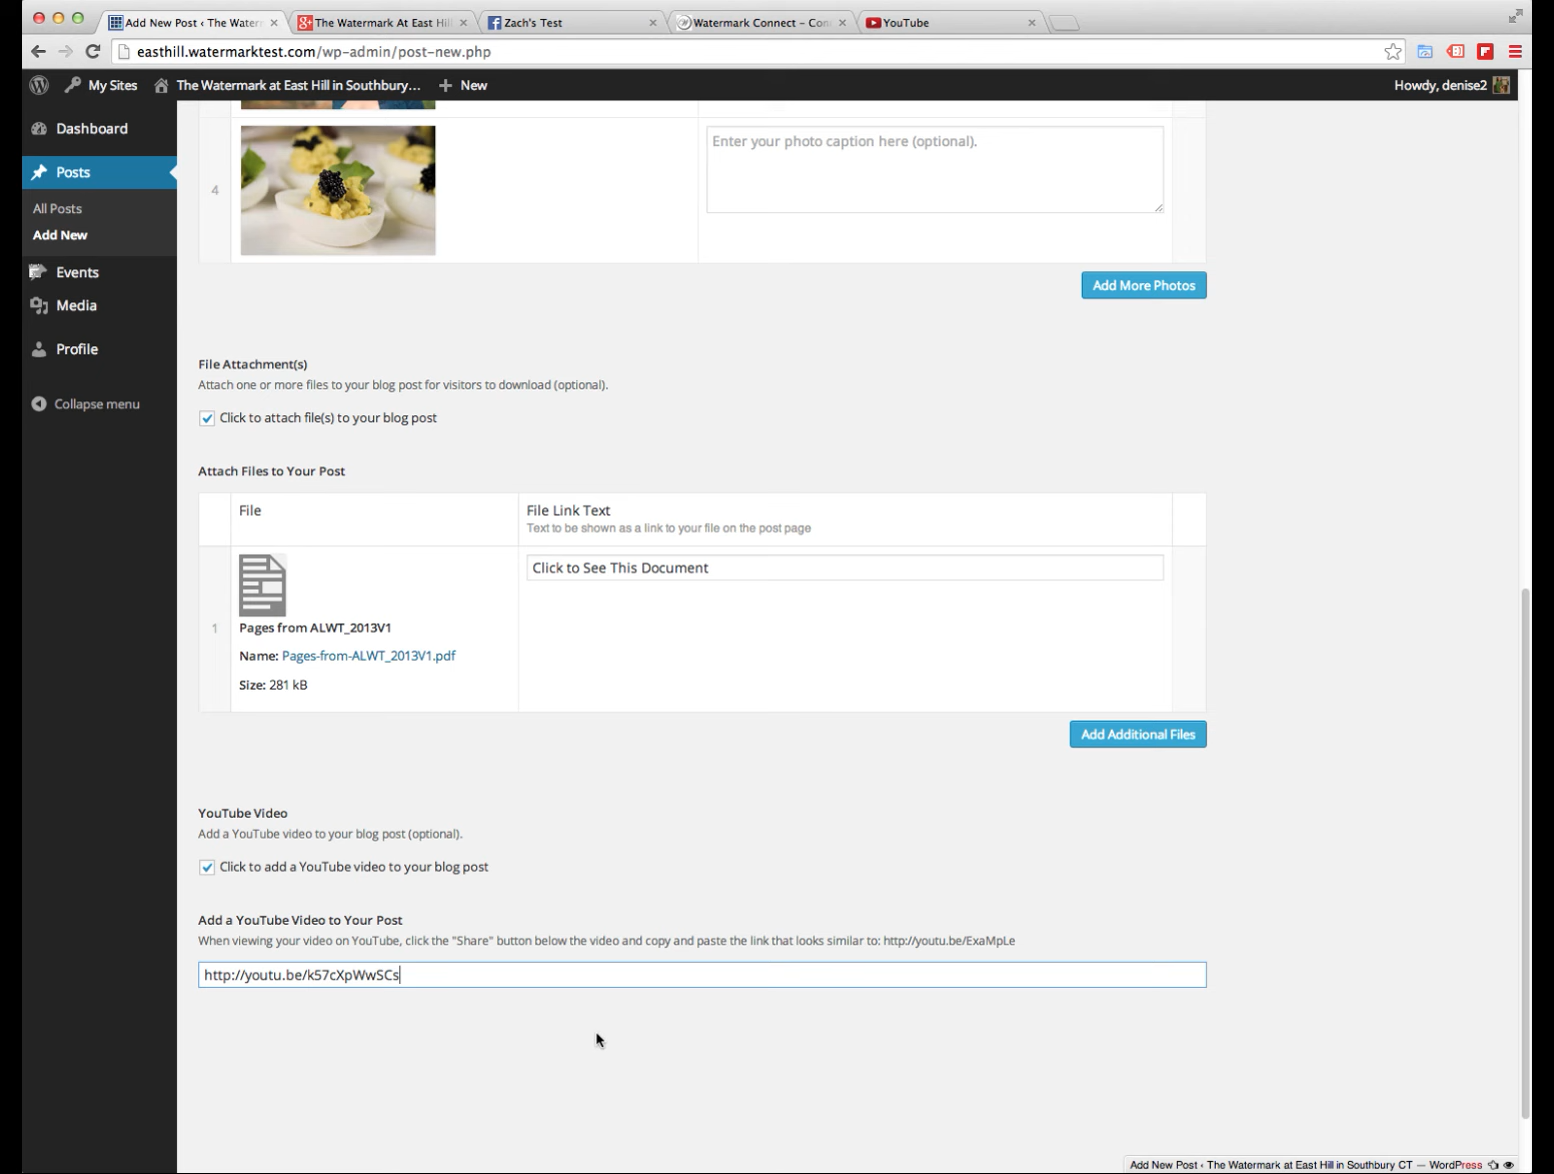 Add New Post ‹ The Water
The Watermark At East Hill
Zach's Test
Watermark Connect – Con
YouTube
easthill.watermarktest.com/wp-admin/post-new.php
My Sites
The Watermark at East Hill in Southbury…
+ New
Howdy, denise2
Dashboard
Posts
All Posts
Add New
Events
Media
Profile
Collapse menu
4
Enter your photo caption here (optional).
Add More Photos
File Attachment(s)
Attach one or more files to your blog post for visitors to download (optional).
Click to attach file(s) to your blog post
Attach Files to Your Post
File
File Link Text
Text to be shown as a link to your file on the post page
1
Click to See This Document
Pages from ALWT_2013V1
Name: Pages-from-ALWT_2013V1.pdf
Size: 281 kB
Add Additional Files
YouTube Video
Add a YouTube video to your blog post (optional).
Click to add a YouTube video to your blog post
Add a YouTube Video to Your Post
When viewing your video on YouTube, click the "Share" button below the video and copy and paste the link that looks similar to: http://youtu.be/ExaMpLe
http://youtu.be/k57cXpWwSCs
Add New Post ‹ The Watermark at East Hill in Southbury CT — WordPress